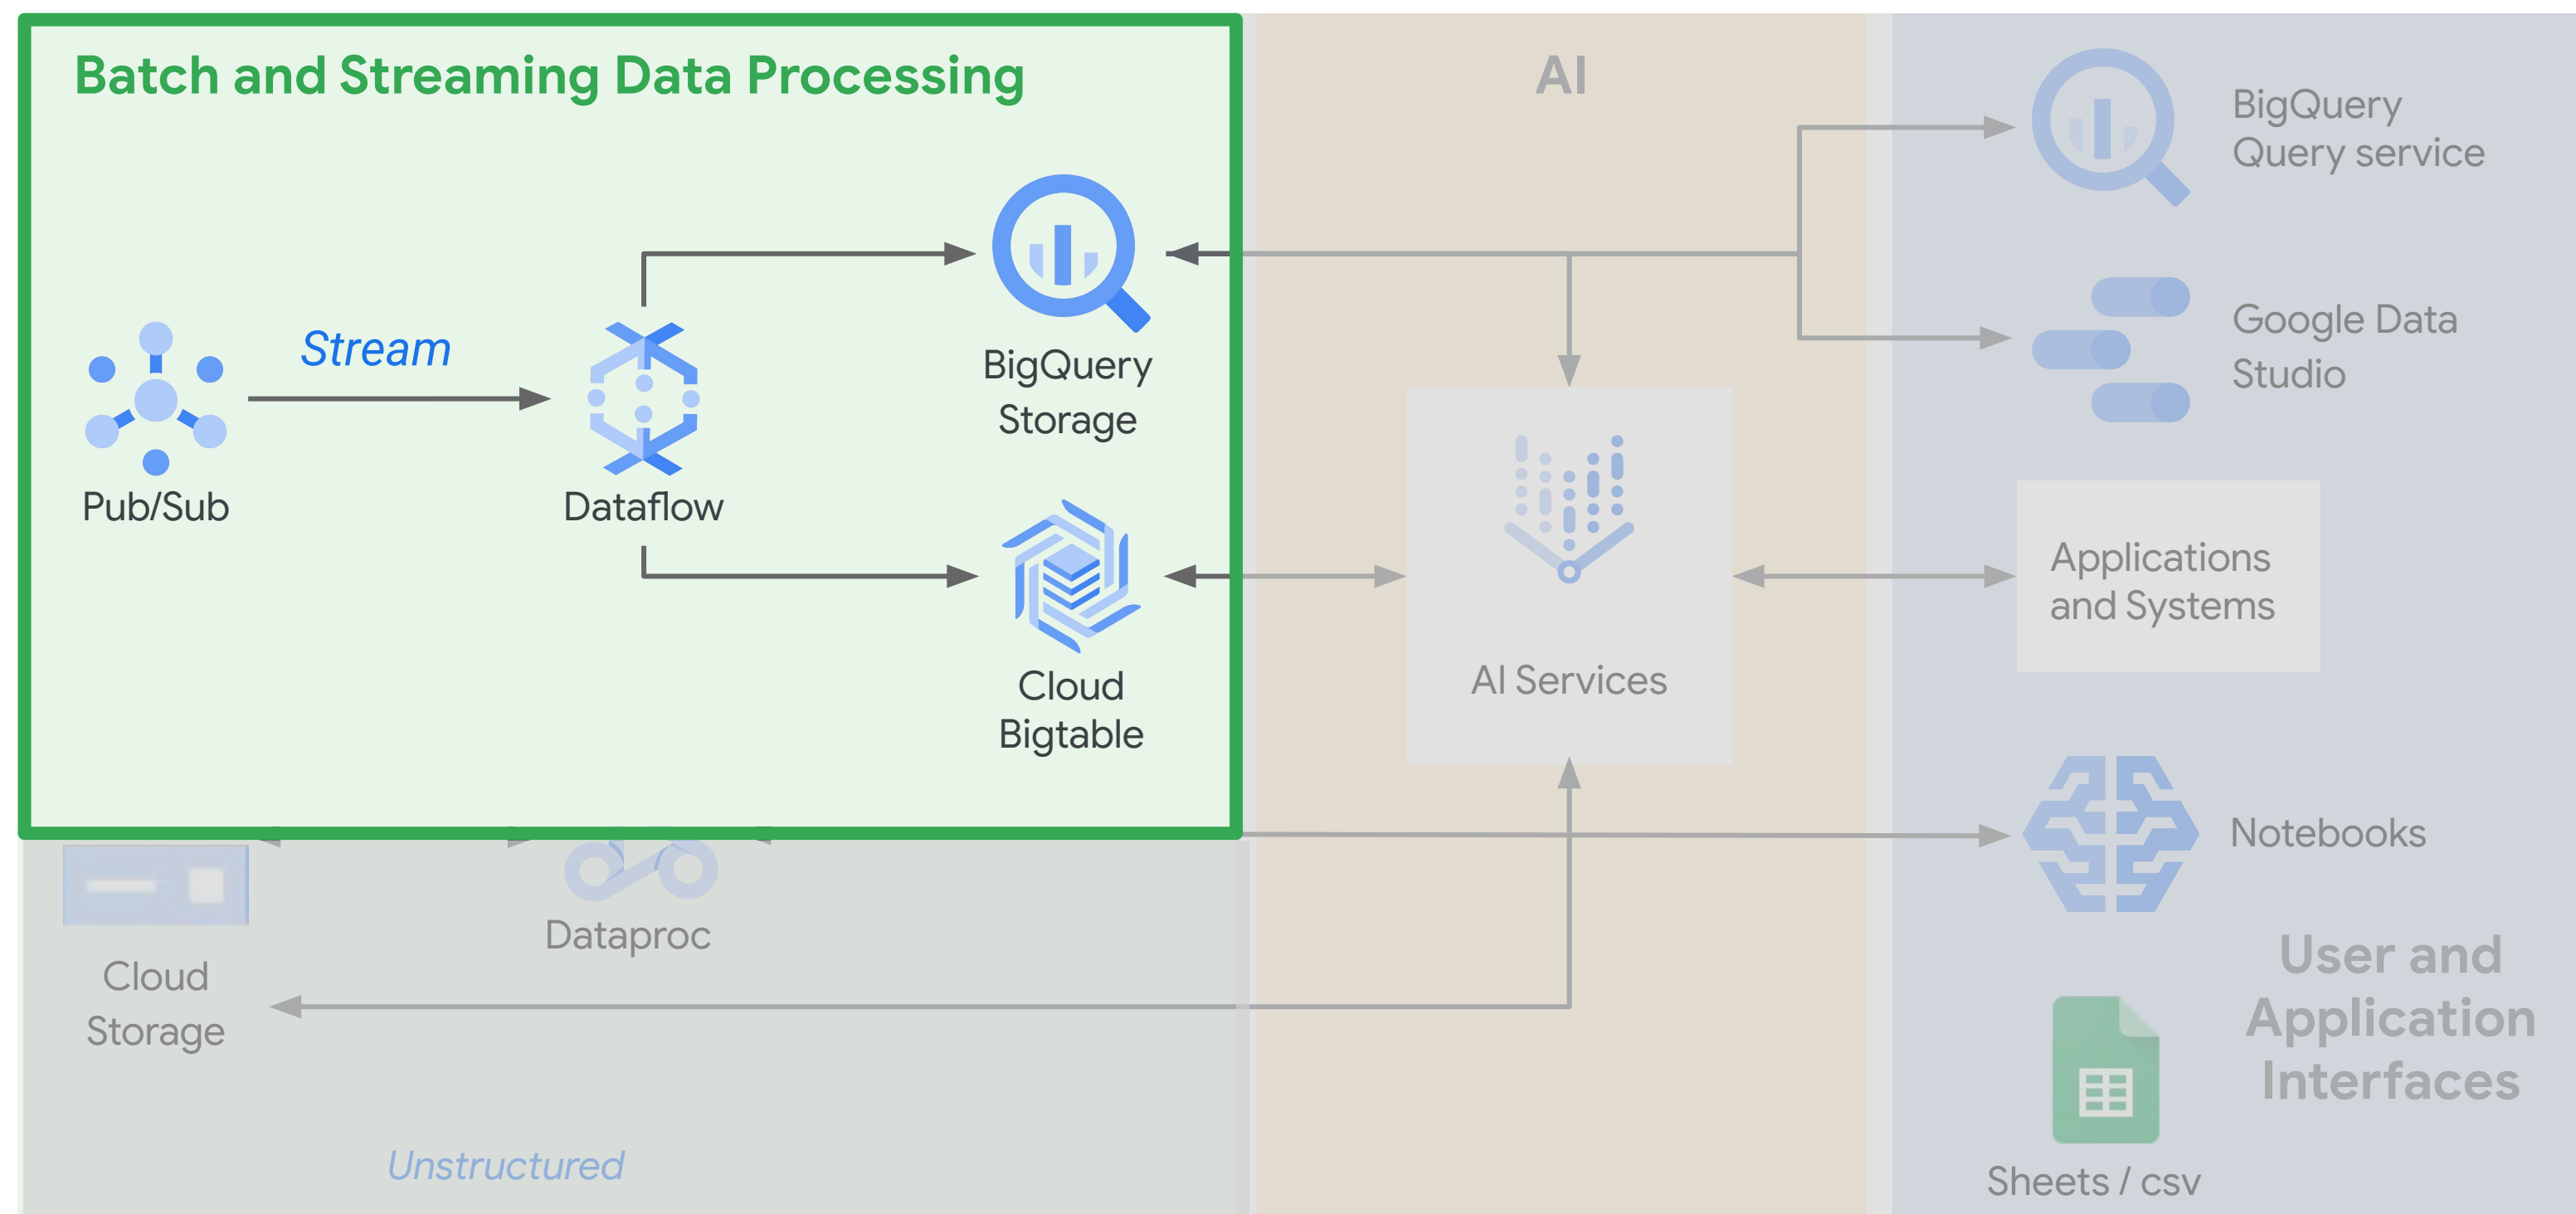 Batch and Streaming Data Processing
AI
BigQuery
Query service
Stream
BigQuery
Storage
Google Data
Studio
Pub/Sub
Dataflow
Applications
and Systems
Cloud
Bigtable
AI Services
Notebooks
Dataproc
Cloud
Storage
User and
Application
Interfaces
Unstructured
Sheets / csv